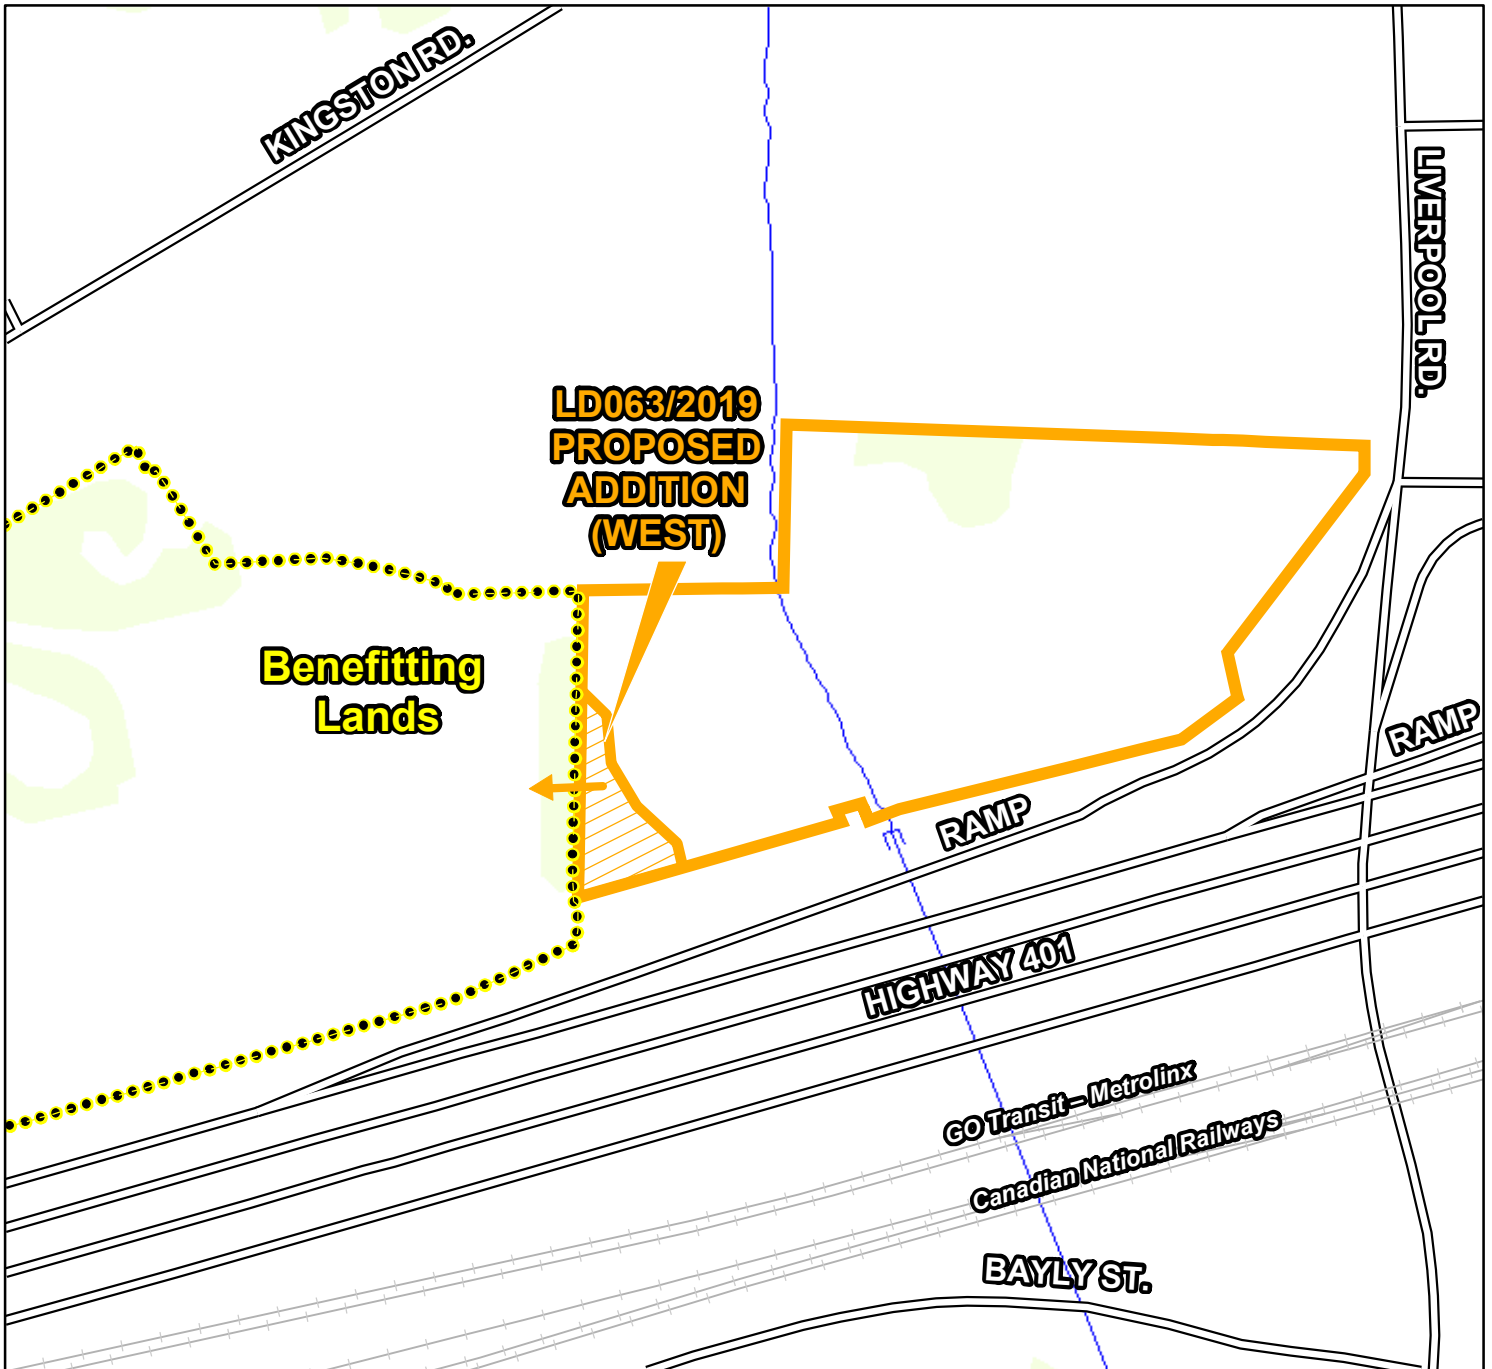 KINGSTON RD.
LIVERPOOL RD.
LD063/2019
PROPOSED
ADDITION
(WEST)
Benefitting
Lands
RAMP
RAMP
HIGHWAY 401
GO Transit – Metrolinx
Canadian National Railways
BAYLY ST.